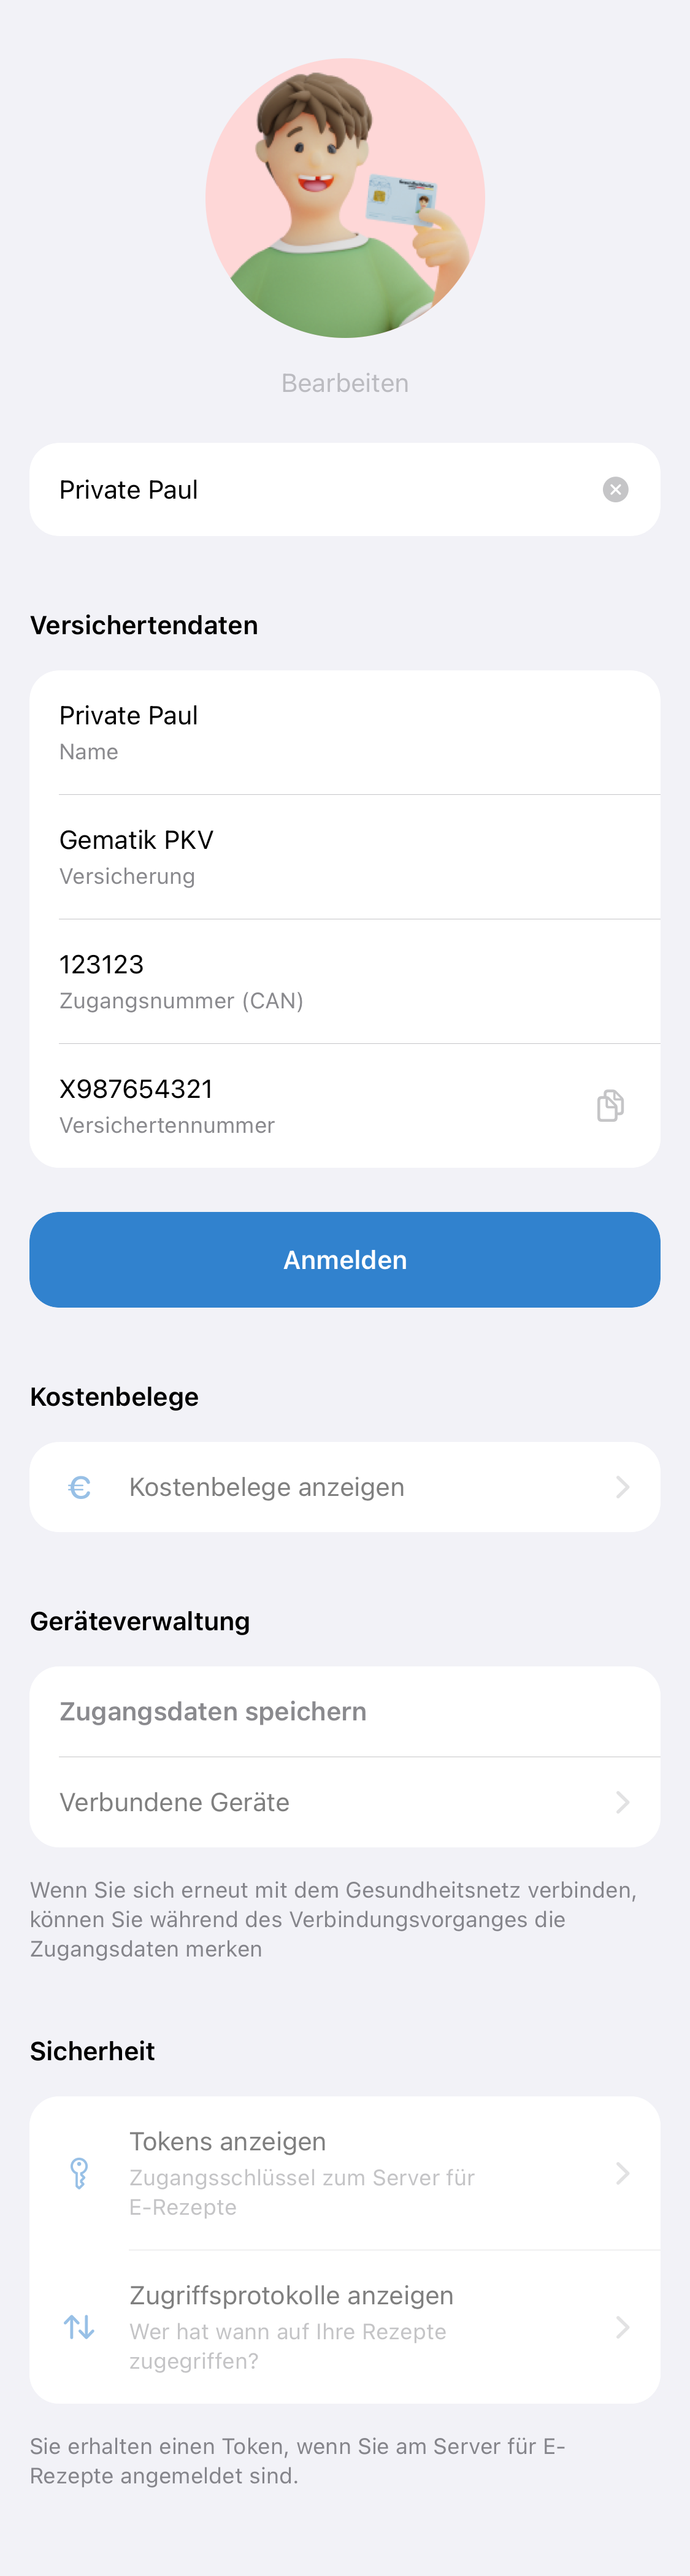 Bearbeiten
Private Paul
Versichertendaten
Private Paul
Name
Gematik PKV
Versicherung
123123
Zugangsnummer (CAN)
X987654321
Versichertennummer
Anmelden
Kostenbelege
€ Kostenbelege anzeigen
Geräteverwaltung
Zugangsdaten speichern
Verbundene Geräte
Wenn Sie sich erneut mit dem Gesundheitsnetz verbinden,
können Sie während des Verbindungsvorganges die
Zugangsdaten merken
Sicherheit
Tokens anzeigen
Zugangsschlüssel zum Server für
E-Rezepte
Zugriffsprotokolle anzeigen
Wer hat wann auf Ihre Rezepte
zugegriffen?
Sie erhalten einen Token, wenn Sie am Server für E-
Rezepte angemeldet sind.